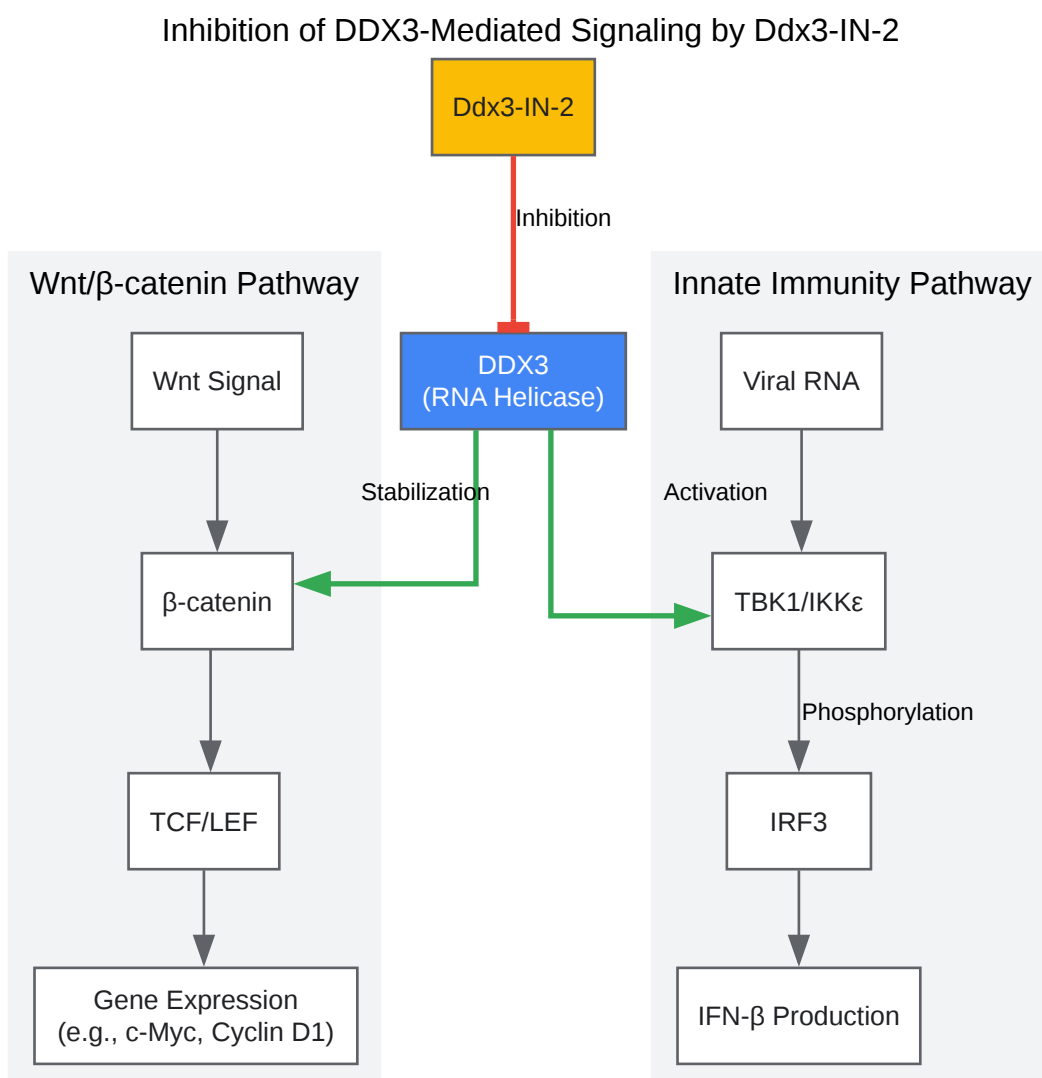 Inhibition of DDX3-Mediated Signaling by Ddx3-IN-2
Ddx3-IN-2
Inhibition
Wnt/β-catenin Pathway
Innate Immunity Pathway
Wnt Signal
DDX3
(RNA Helicase)
Viral RNA
Stabilization
Activation
β-catenin
TBK1/IKKε
Phosphorylation
TCF/LEF
IRF3
Gene Expression
(e.g., c-Myc, Cyclin D1)
IFN-β Production